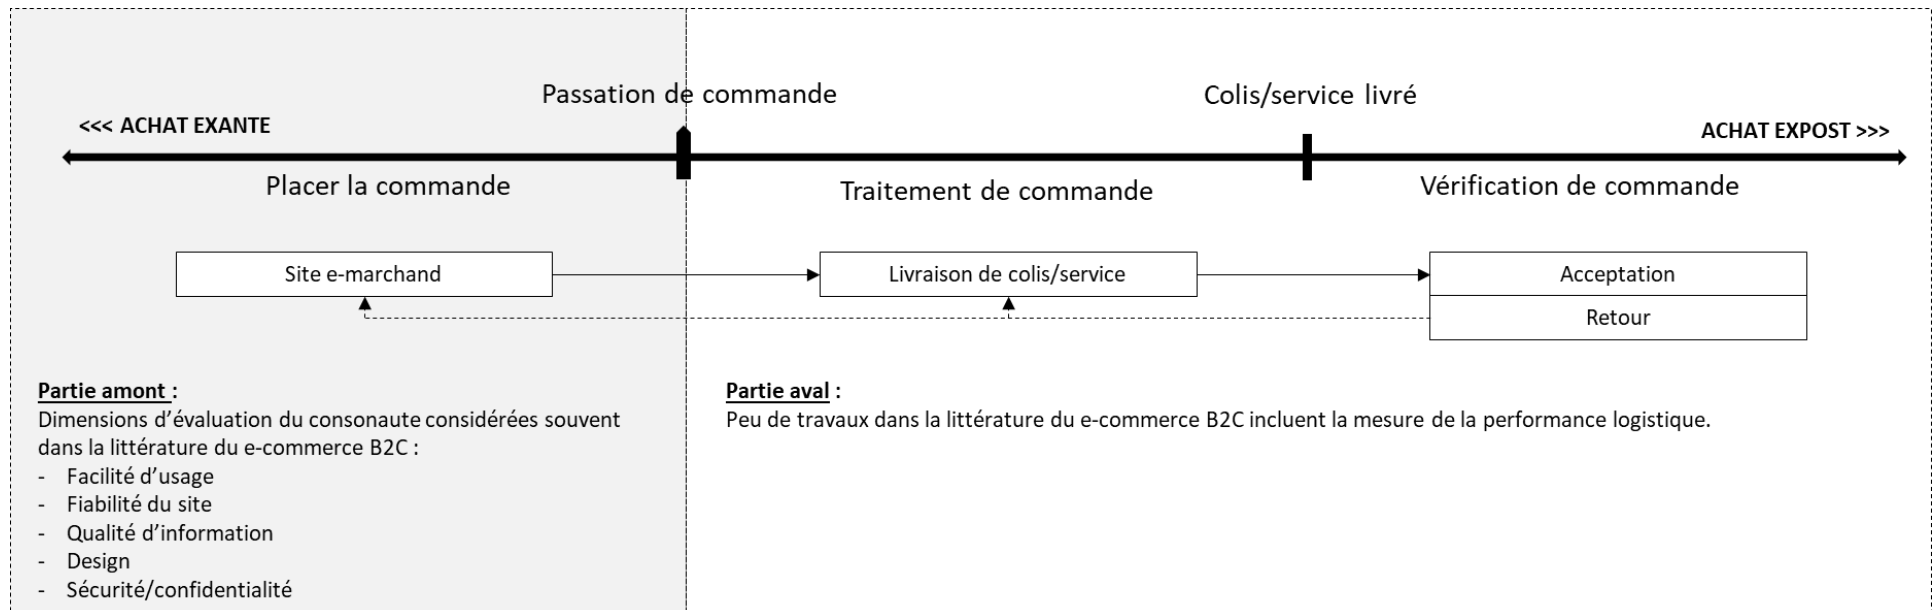 Passation de commande
Colis/service livré
<<< ACHAT EXANTE
ACHAT EXPOST >>>
Placer la commande
Traitement de commande
Vérification de commande
Site e-marchand
Livraison de colis/service
Acceptation
Retour
Partie amont :
Dimensions d’évaluation du consonaute considérées souvent
dans la littérature du e-commerce B2C :
- Facilité d’usage
- Fiabilité du site
- Qualité d’information
- Design
- Sécurité/confidentialité
Partie aval :
Peu de travaux dans la littérature du e-commerce B2C incluent la mesure de la performance logistique.